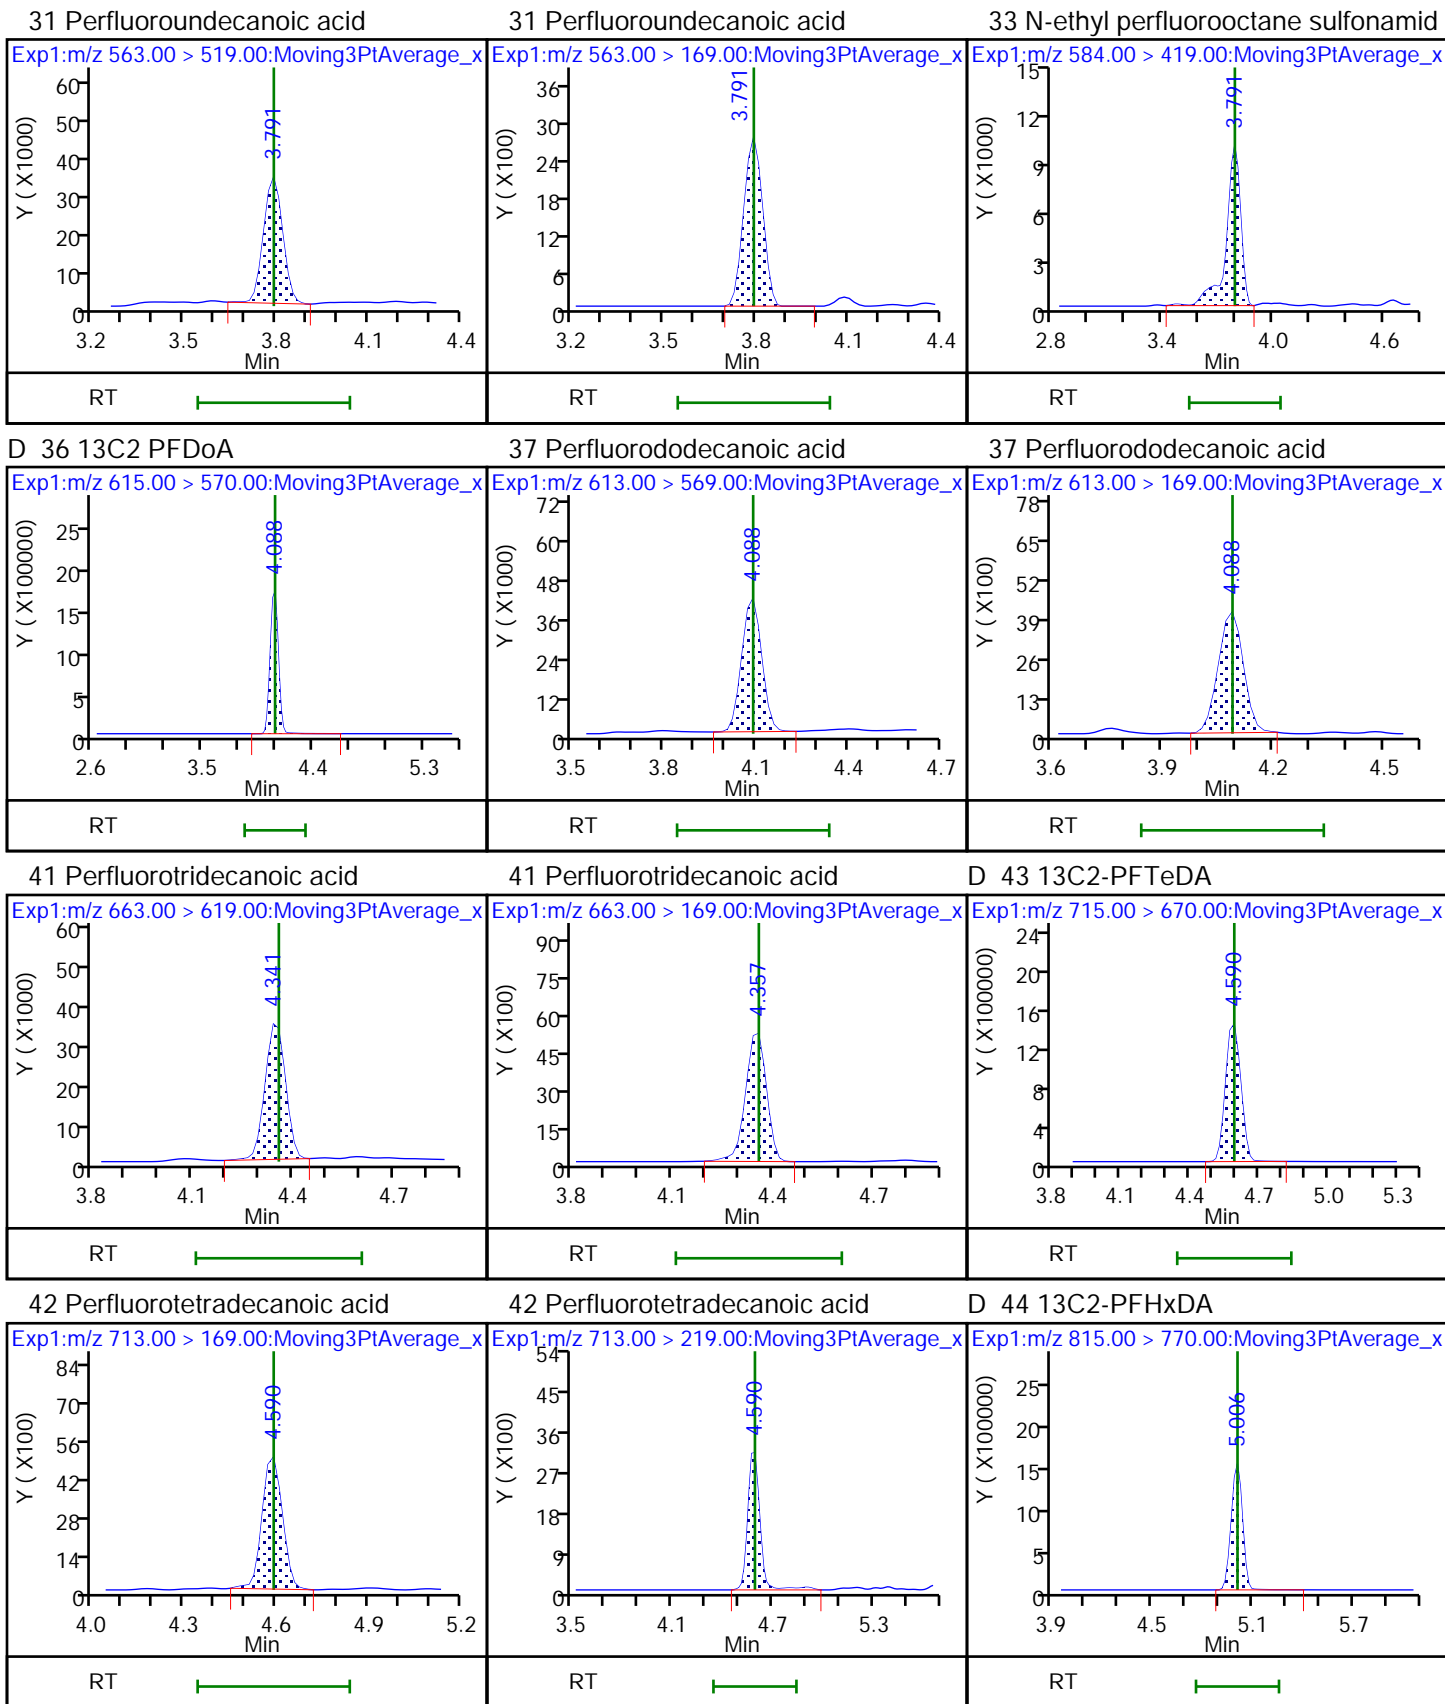 31 Perfluoroundecanoic acid
Exp1:m/z 563.00 > 519.00:Moving3PtAverage_x
Y ( X1000)
60
50
40
30
20
10
0
3.791
3.2 3.5 3.8 4.1 4.4
Min
RT
31 Perfluoroundecanoic acid
Exp1:m/z 563.00 > 169.00:Moving3PtAverage_x
Y ( X100)
36
30
24
18
12
6
0
3.791
3.2 3.5 3.8 4.1 4.4
Min
RT
33 N-ethyl perfluorooctane sulfonamid
Exp1:m/z 584.00 > 419.00:Moving3PtAverage_x
Y ( X1000)
15
12
9
6
3
0
3.791
2.8 3.4 4.0 4.6
Min
RT
D 36 13C2 PFDoA
Exp1:m/z 615.00 > 570.00:Moving3PtAverage_x
Y ( X100000)
25
20
15
10
5
0
4.088
2.6 3.5 4.4 5.3
Min
RT
37 Perfluorododecanoic acid
Exp1:m/z 613.00 > 569.00:Moving3PtAverage_x
Y ( X1000)
72
60
48
36
24
12
0
4.088
3.5 3.8 4.1 4.4 4.7
Min
RT
37 Perfluorododecanoic acid
Exp1:m/z 613.00 > 169.00:Moving3PtAverage_x
Y ( X100)
78
65
52
39
26
13
0
4.088
3.6 3.9 4.2 4.5
Min
RT
41 Perfluorotridecanoic acid
Exp1:m/z 663.00 > 619.00:Moving3PtAverage_x
Y ( X1000)
60
50
40
30
20
10
0
4.341
3.8 4.1 4.4 4.7
Min
RT
41 Perfluorotridecanoic acid
Exp1:m/z 663.00 > 169.00:Moving3PtAverage_x
Y ( X100)
90
75
60
45
30
15
0
4.357
3.8 4.1 4.4 4.7
Min
RT
D 43 13C2-PFTeDA
Exp1:m/z 715.00 > 670.00:Moving3PtAverage_x
Y ( X100000)
24
20
16
12
8
4
0
4.590
3.8 4.1 4.4 4.7 5.0 5.3
Min
RT
42 Perfluorotetradecanoic acid
Exp1:m/z 713.00 > 169.00:Moving3PtAverage_x
Y ( X100)
84
70
56
42
28
14
0
4.590
4.0 4.3 4.6 4.9 5.2
Min
RT
42 Perfluorotetradecanoic acid
Exp1:m/z 713.00 > 219.00:Moving3PtAverage_x
Y ( X100)
54
45
36
27
18
9
0
4.590
3.5 4.1 4.7 5.3
Min
RT
D 44 13C2-PFHxDA
Exp1:m/z 815.00 > 770.00:Moving3PtAverage_x
Y ( X100000)
25
20
15
10
5
0
5.006
3.9 4.5 5.1 5.7
Min
RT